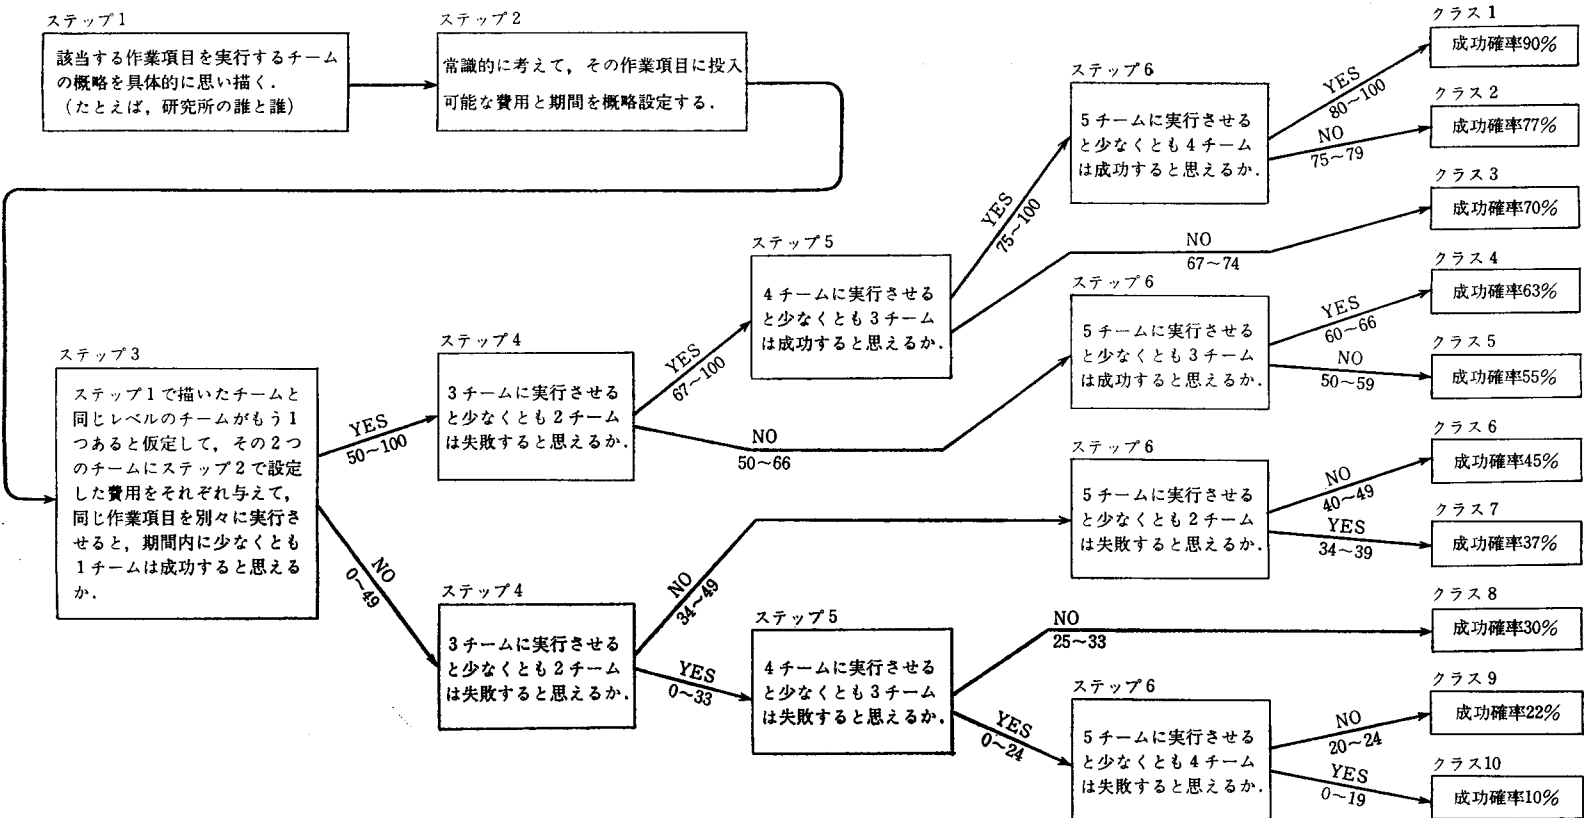 ステップ1
該当する作業項目を実行するチーム
の概略を具体的に思い描く.
(たとえば,研究所の誰と誰)
ステップ2
常識的に考えて,その作業項目に投入
可能な費用と期間を概略設定する.
ステップ3
ステップ1で描いたチームと
同じレベルのチームがもう1
つあると仮定して,その2つ
のチームにステップ2で設定
した費用をそれぞれ与えて,
同じ作業項目を別々に実行さ
せると,期間内に少なくとも
1チームは成功すると思える
か.
YES
50~100
NO
0~49
ステップ4
3チームに実行させる
と少なくとも2チーム
は失敗すると思えるか.
YES
67~100
NO
50~66
ステップ4
3チームに実行させる
と少なくとも2チーム
は失敗すると思えるか.
NO
34~49
YES
0~33
ステップ5
4チームに実行させる
と少なくとも3チーム
は成功すると思えるか.
YES
75~100
NO
67~74
ステップ5
4チームに実行させる
と少なくとも3チーム
は失敗すると思えるか.
NO
25~33
YES
0~24
ステップ6
5チームに実行させる
と少なくとも4チーム
は成功すると思えるか.
YES
80~100
NO
75~79
ステップ6
5チームに実行させる
と少なくとも3チーム
は成功すると思えるか.
YES
60~66
NO
50~59
ステップ6
5チームに実行させる
と少なくとも2チーム
は失敗すると思えるか.
NO
40~49
YES
34~39
ステップ6
5チームに実行させる
と少なくとも4チーム
は失敗すると思えるか.
NO
20~24
YES
0~19
クラス1
成功確率90%
クラス2
成功確率77%
クラス3
成功確率70%
クラス4
成功確率63%
クラス5
成功確率55%
クラス6
成功確率45%
クラス7
成功確率37%
クラス8
成功確率30%
クラス9
成功確率22%
クラス10
成功確率10%